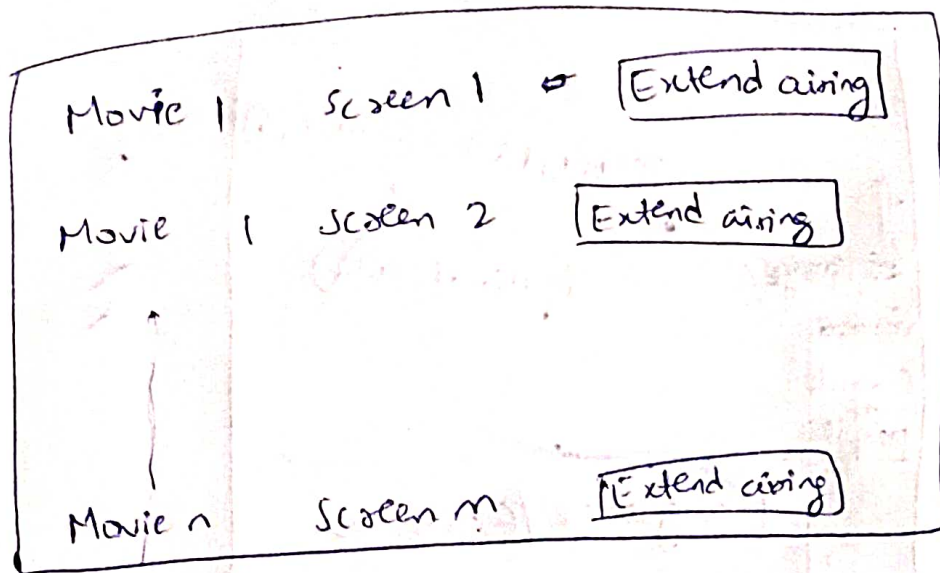 Movie 1 Screen 1 Extend airing
Movie 1 Screen 2 Extend airing
Movie n Screen m Extend airing